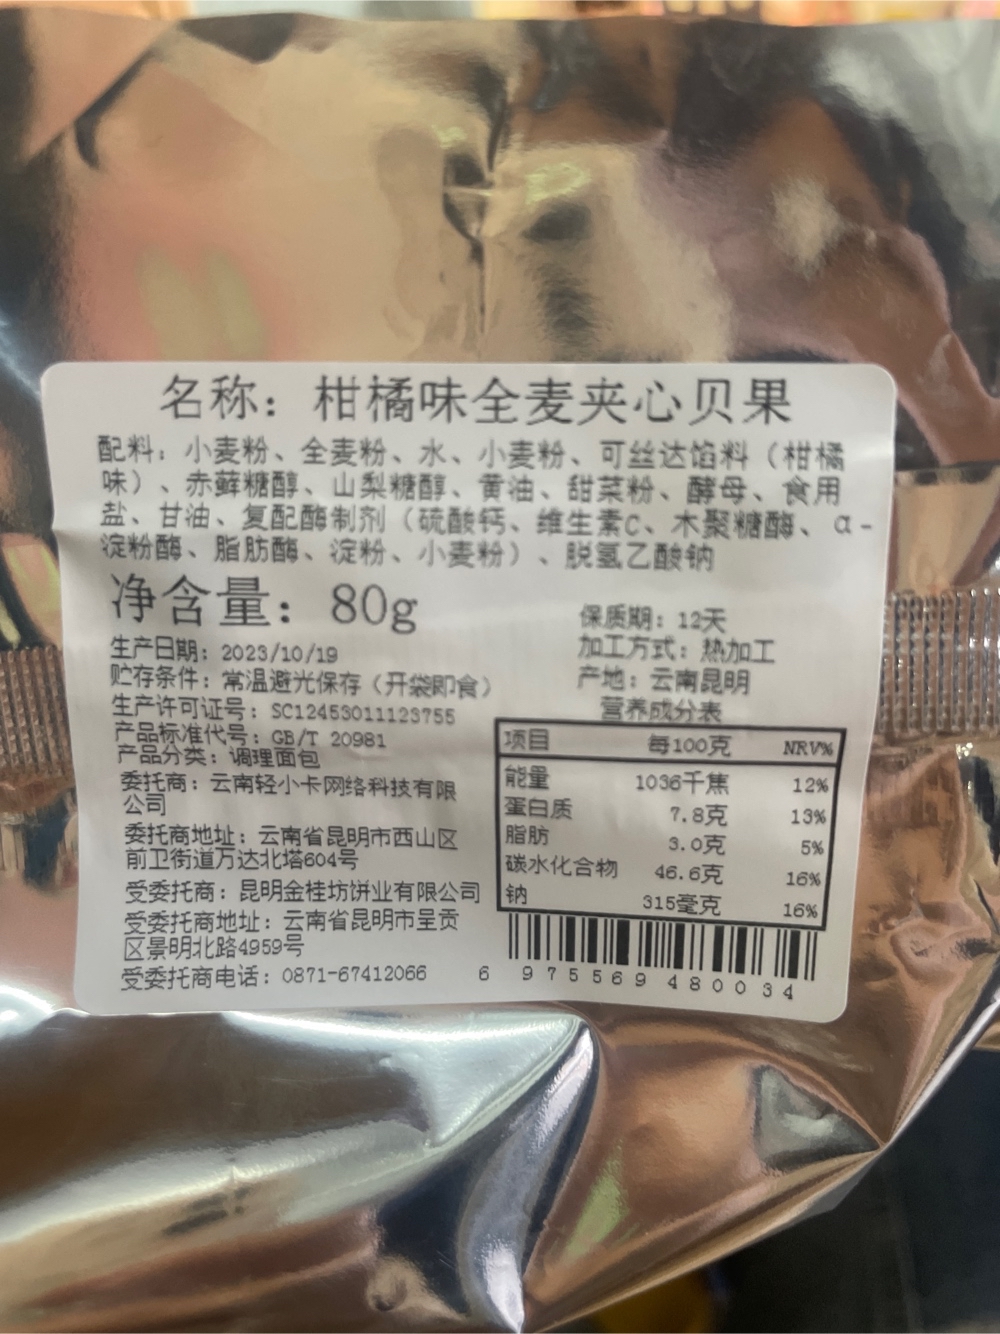 名称：柑橘味全麦夹心贝果
配料：小麦粉、全麦粉、水、小麦粉、可丝达馅料（柑橘
味）、赤藓糖醇、山梨糖醇、黄油、甜菜粉、酵母、食用
盐、甘油、复配酶制剂（硫酸钙、维生素C、木聚糖酶、α-
淀粉酶、脂肪酶、淀粉、小麦粉）、脱氢乙酸钠
净含量：80g
保质期：12天
加工方式：热加工
产地：云南昆明
生产日期：2023/10/19
贮存条件：常温避光保存（开袋即食）
生产许可证号：SC12453011123755
产品标准代号：GB/T 20981
产品分类：调理面包
委托商：云南轻小卡网络科技有限
公司
委托商地址：云南省昆明市西山区
前卫街道万达北塔604号
受委托商：昆明金桂坊饼业有限公司
受委托商地址：云南省昆明市呈贡
区景明北路4959号
受委托商电话：0871-67412066
营养成分表
项目 每100克 NRV%
能量 1036千焦 12%
蛋白质 7.8克 13%
脂肪 3.0克 5%
碳水化合物 46.6克 16%
钠 315毫克 16%
6 975569 480034